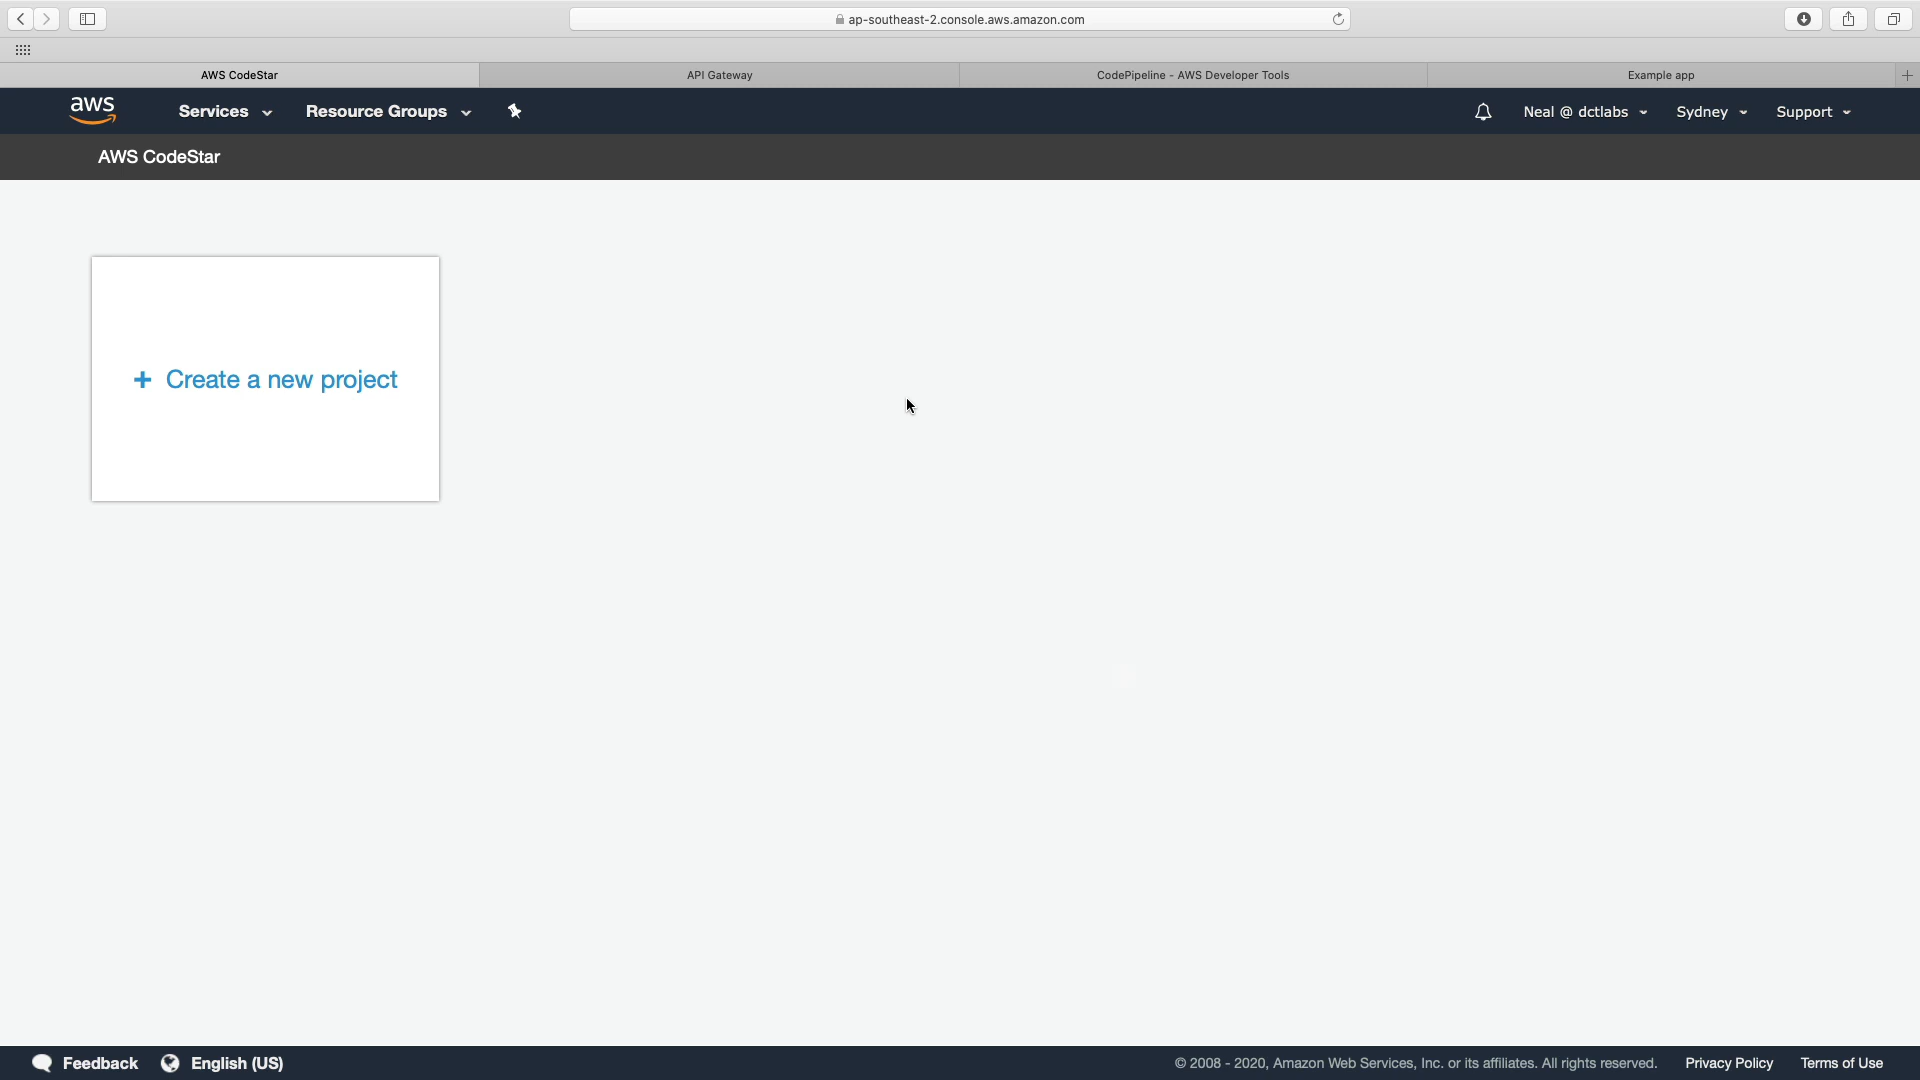 ap-southeast-2.console.aws.amazon.com
AWS CodeStar
API Gateway
CodePipeline - AWS Developer Tools
Example app
aws
Services
Resource Groups
Neal @ dctlabs
Sydney
Support
AWS CodeStar
+ Create a new project
Feedback
English (US)
© 2008 - 2020, Amazon Web Services, Inc. or its affiliates. All rights reserved.
Privacy Policy
Terms of Use